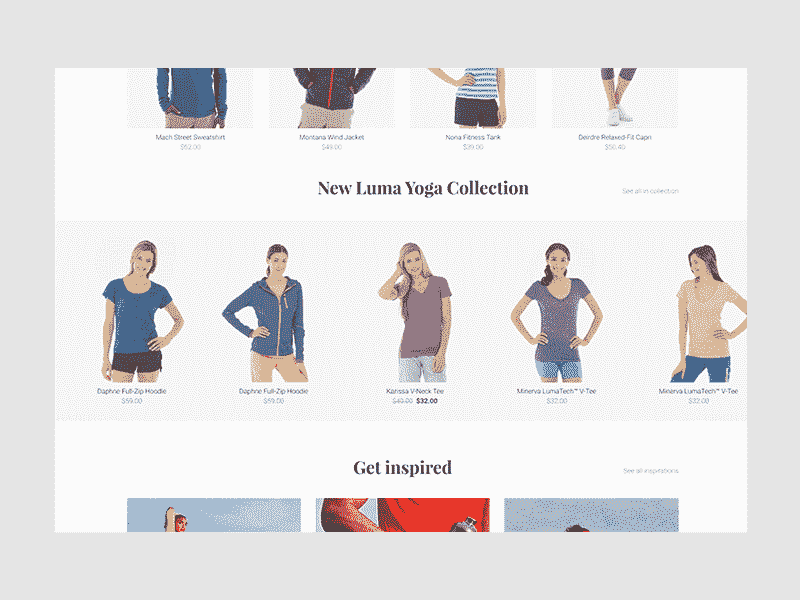 Mach Street Sweatshirt Montana Wind Jacket Nona Fitness Tank Deirdre Relaxed-Fit Capri
$52.00 $49.00 $39.00 $50.40
New Luma Yoga Collection See all in collection
Daphne Full-Zip Hoodie Daphne Full-Zip Hoodie Karissa V-Neck Tee Minerva LumaTech™ V-Tee Minerva LumaTech™ V-Tee
$59.00 $59.00 $40.00 $32.00 $32.00 $32.00
Get inspired See all inspirations